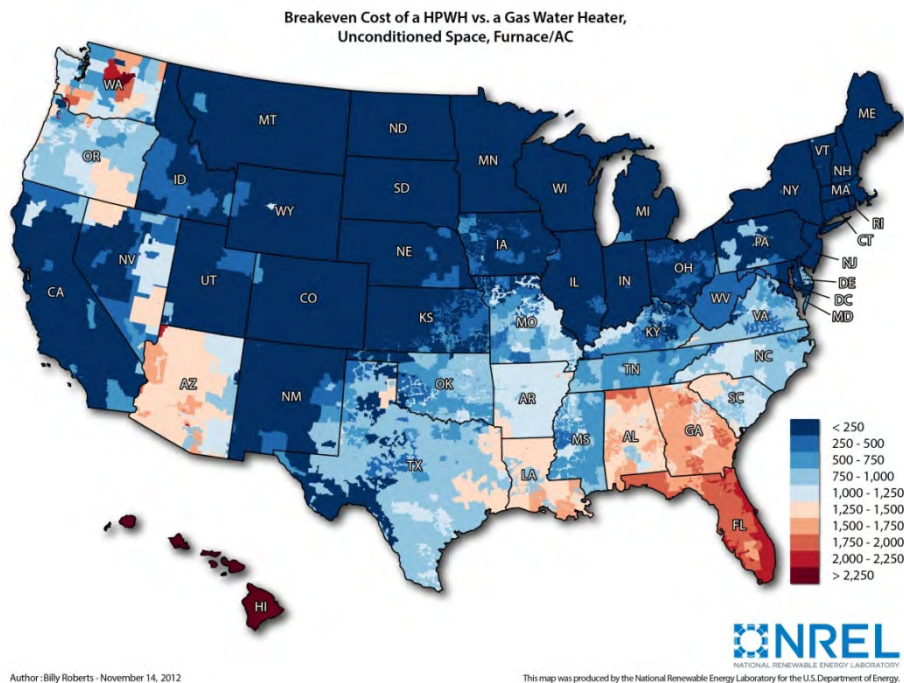 Breakeven Cost of a HPWH vs. a Gas Water Heater,
Unconditioned Space, Furnace/AC
WA
MT
ND
MN
ME
VT
NH
OR
ID
SD
WI
NY
MA
WY
MI
RI
CT
NV
NE
IA
PA
NJ
OH
DE
CA
UT
CO
IL
IN
WV
DC
MD
KS
MO
KY
VA
AZ
NM
OK
TN
NC
AR
SC
TX
LA
MS
AL
GA
FL
HI
< 250
250 - 500
500 - 750
750 - 1,000
1,000 - 1,250
1,250 - 1,500
1,500 - 1,750
1,750 - 2,000
2,000 - 2,250
> 2,250
NREL
NATIONAL RENEWABLE ENERGY LABORATORY
Author : Billy Roberts - November 14, 2012
This map was produced by the National Renewable Energy Laboratory for the U.S. Department of Energy.